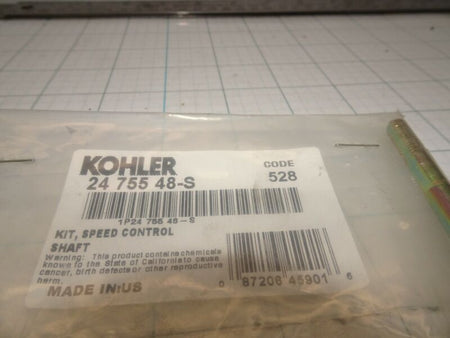 KOHLER
CODE
24 755 48-S
528
1P24 755 48-S
KIT, SPEED CONTROL
SHAFT
Warning: This product contains chemicals
known to the State of California to cause
cancer, birth defects or other reproductive
harm.
MADE IN:US
0 87206 45901 6